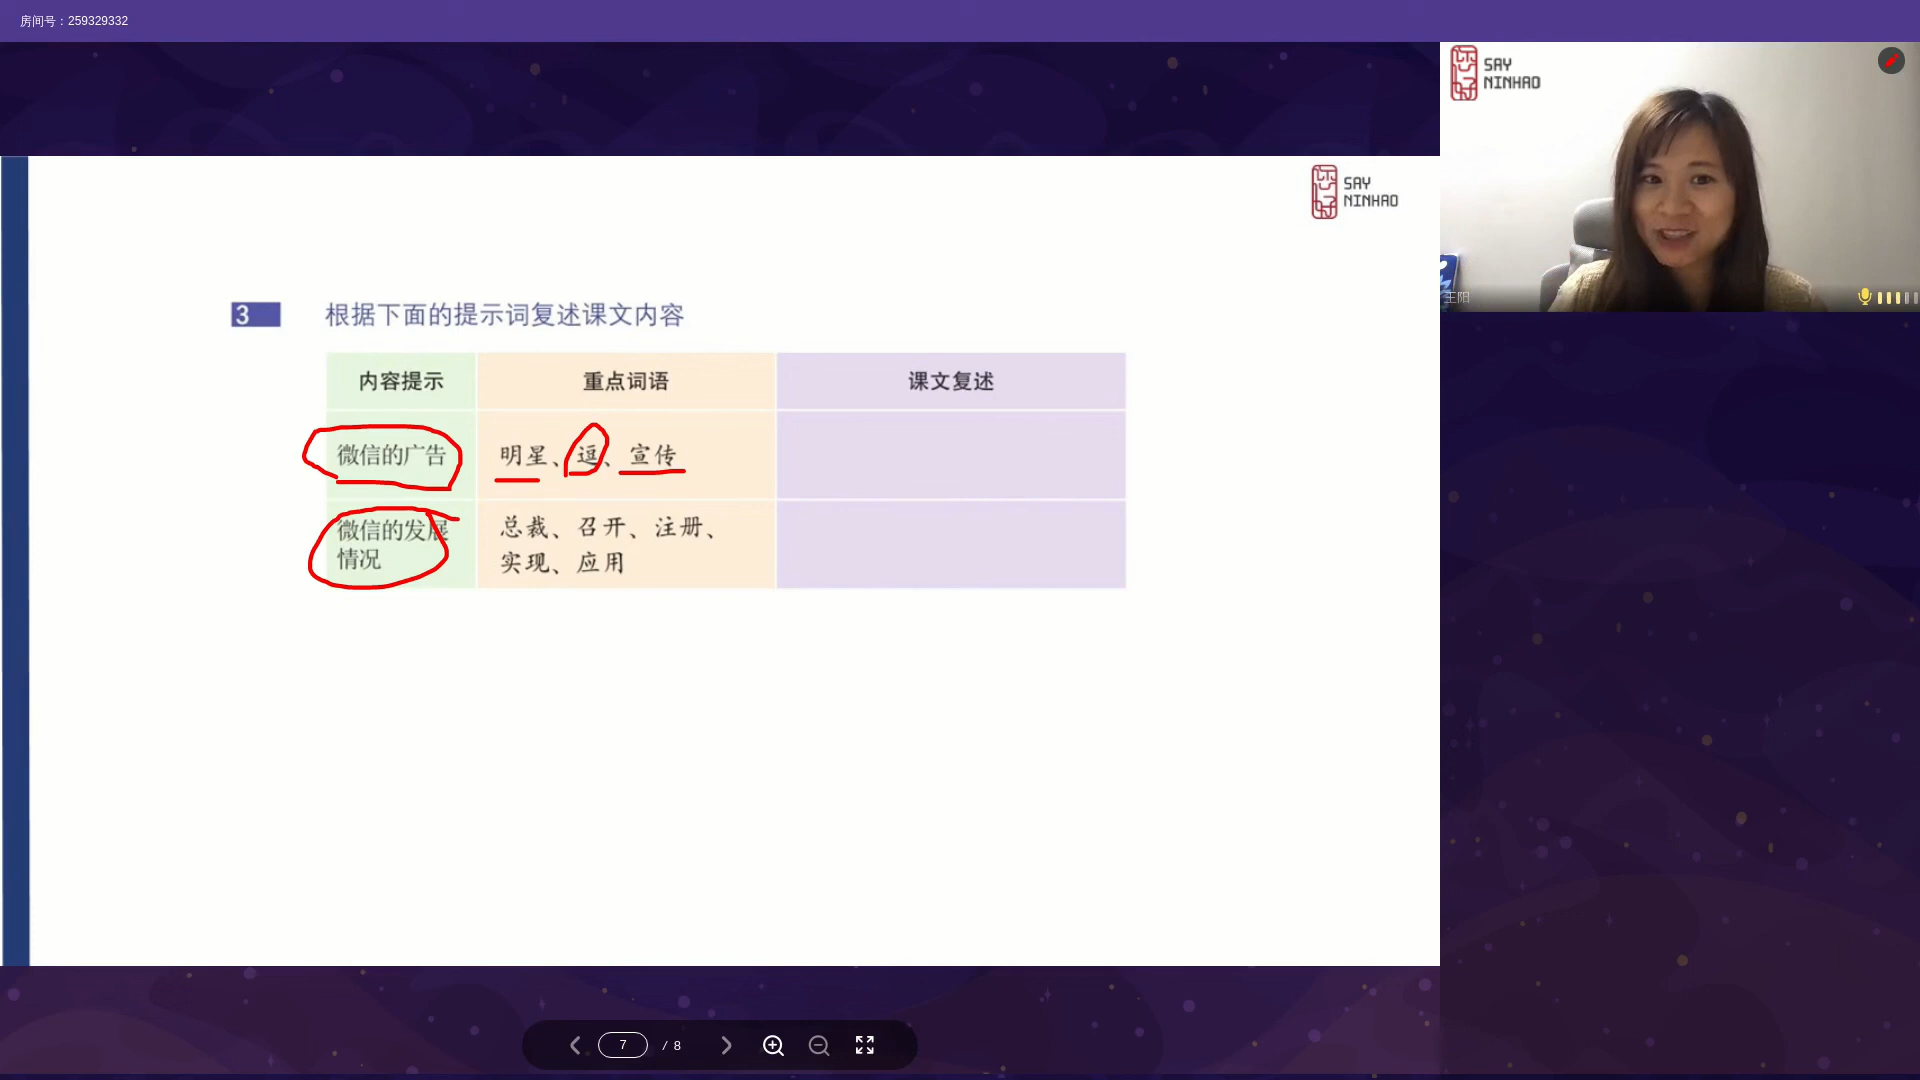 房间号：259329332
SAY
NINHAO
王阳
SAY
NINHAO
3 根据下面的提示词复述课文内容
内容提示 重点词语 课文复述
微信的广告 明星、逗、宣传
微信的发展
情况
总裁、召开、注册、
实现、应用
7 / 8